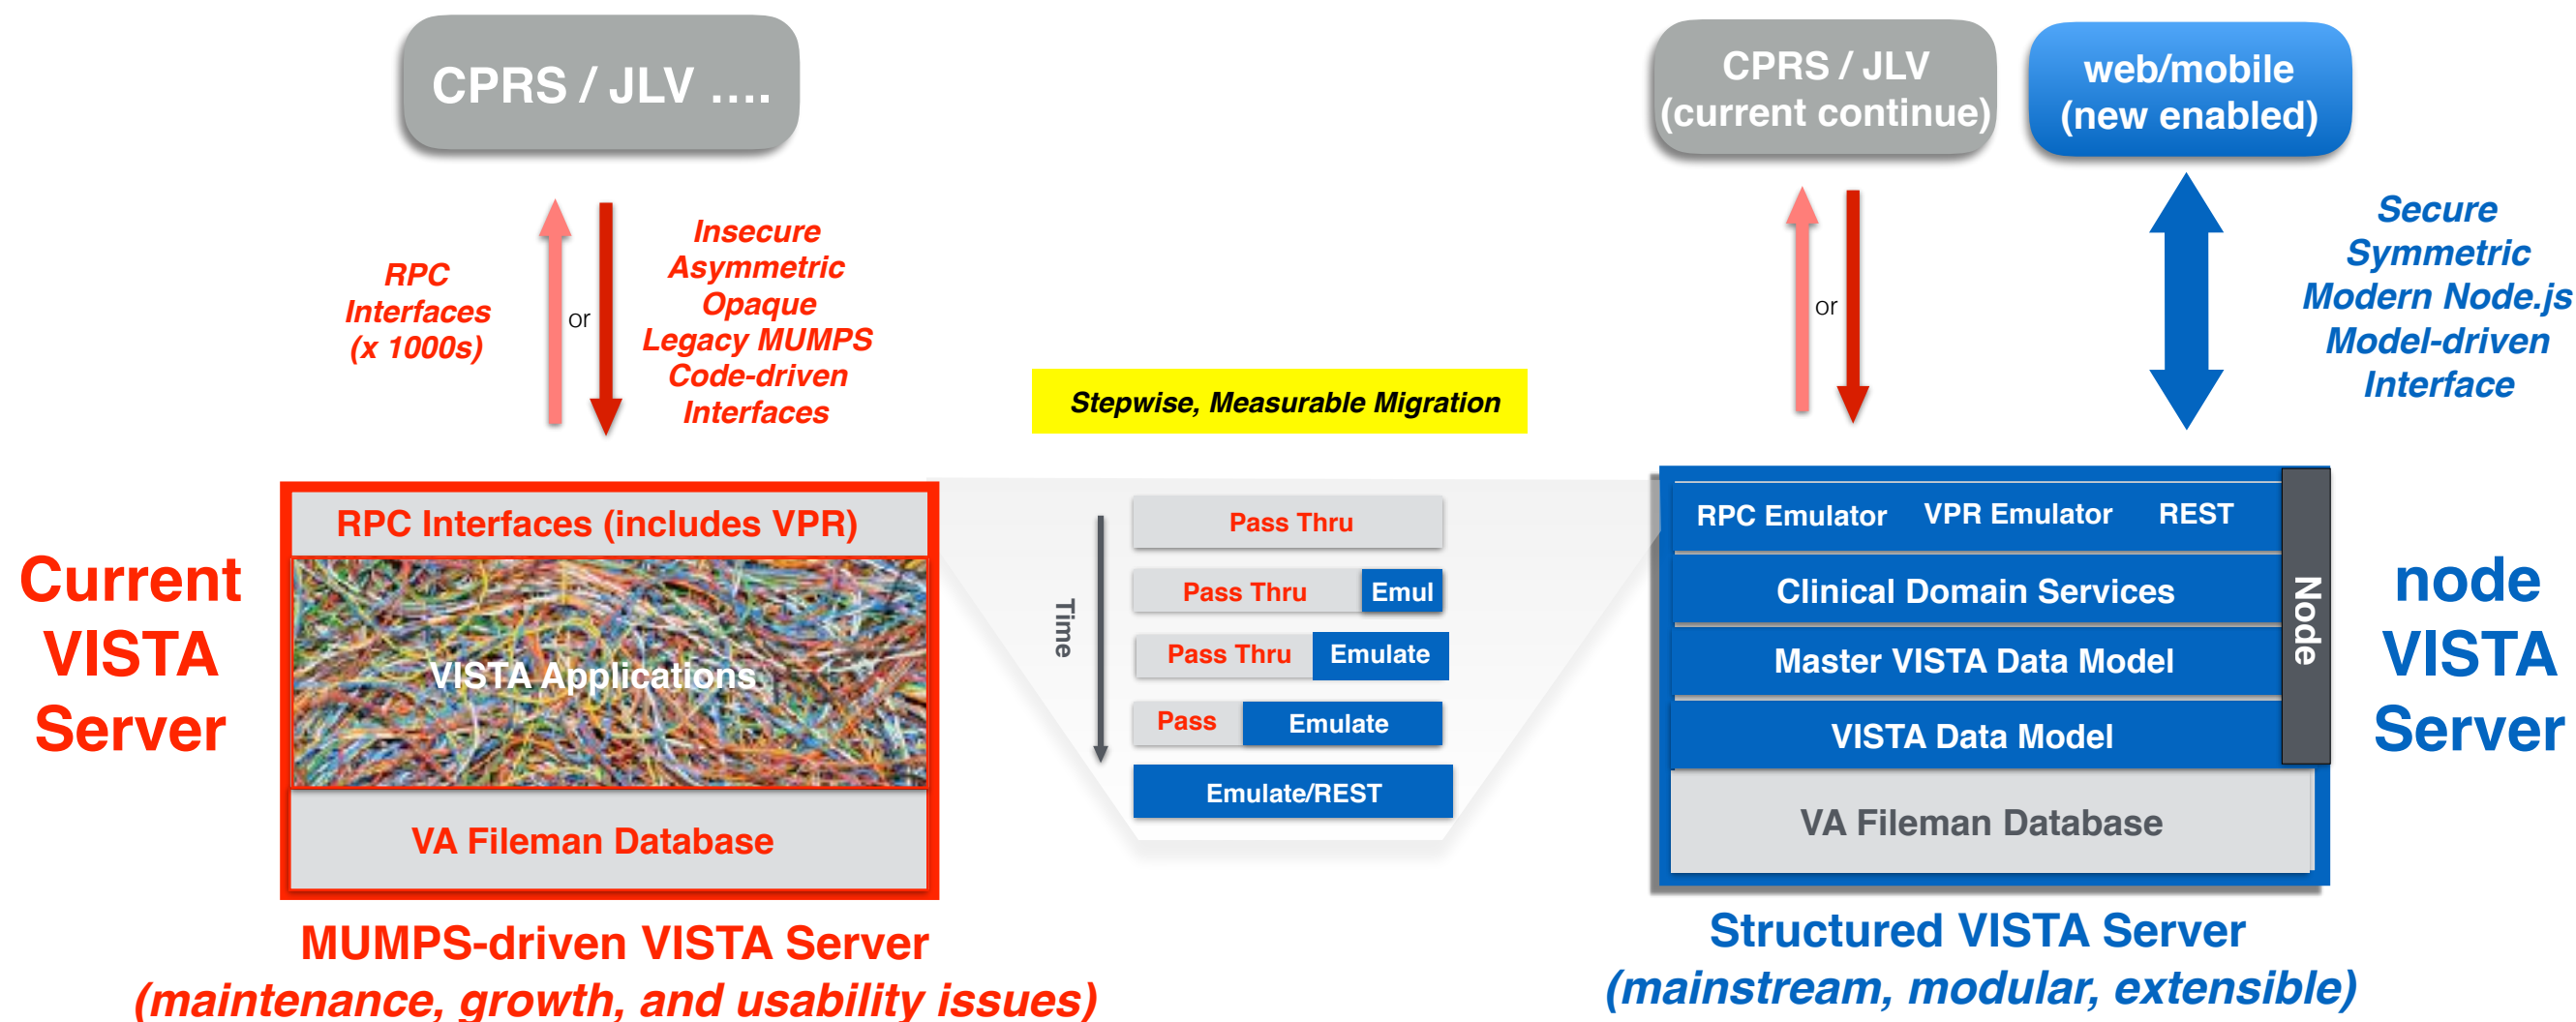 CPRS / JLV ....
CPRS / JLV
(current continue)
web/mobile
(new enabled)
RPC
Interfaces
(x 1000s)
or
Insecure
Asymmetric
Opaque
Legacy MUMPS
Code-driven
Interfaces
or
Secure
Symmetric
Modern Node.js
Model-driven
Interface
Stepwise, Measurable Migration
Current
VISTA
Server
RPC Interfaces (includes VPR)
VISTA Applications
VA Fileman Database
MUMPS-driven VISTA Server
(maintenance, growth, and usability issues)
Time
Pass Thru
Pass Thru Emul
Pass Thru Emulate
Pass Emulate
Emulate/REST
RPC Emulator VPR Emulator REST
Clinical Domain Services
Master VISTA Data Model
VISTA Data Model
VA Fileman Database
Node
node
VISTA
Server
Structured VISTA Server
(mainstream, modular, extensible)